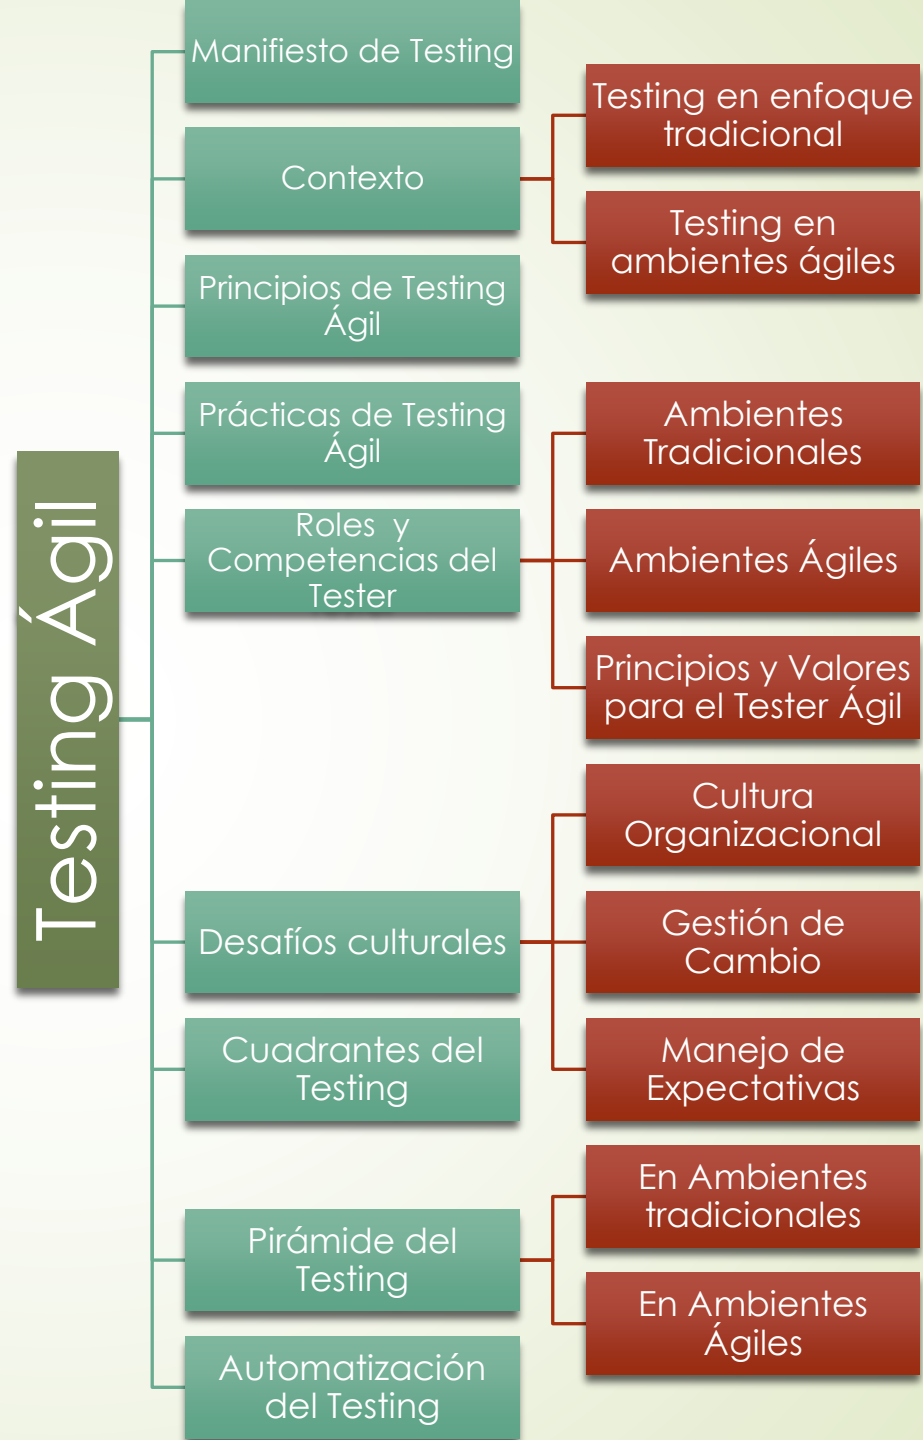 Testing Ágil
Manifiesto de Testing
Contexto
Testing en enfoque
tradicional
Testing en
ambientes ágiles
Principios de Testing
Ágil
Prácticas de Testing
Ágil
Roles y
Competencias del
Tester
Ambientes
Tradicionales
Ambientes Ágiles
Principios y Valores
para el Tester Ágil
Desafíos culturales
Cultura
Organizacional
Gestión de
Cambio
Manejo de
Expectativas
Cuadrantes del
Testing
Pirámide del
Testing
En Ambientes
tradicionales
En Ambientes
Ágiles
Automatización
del Testing